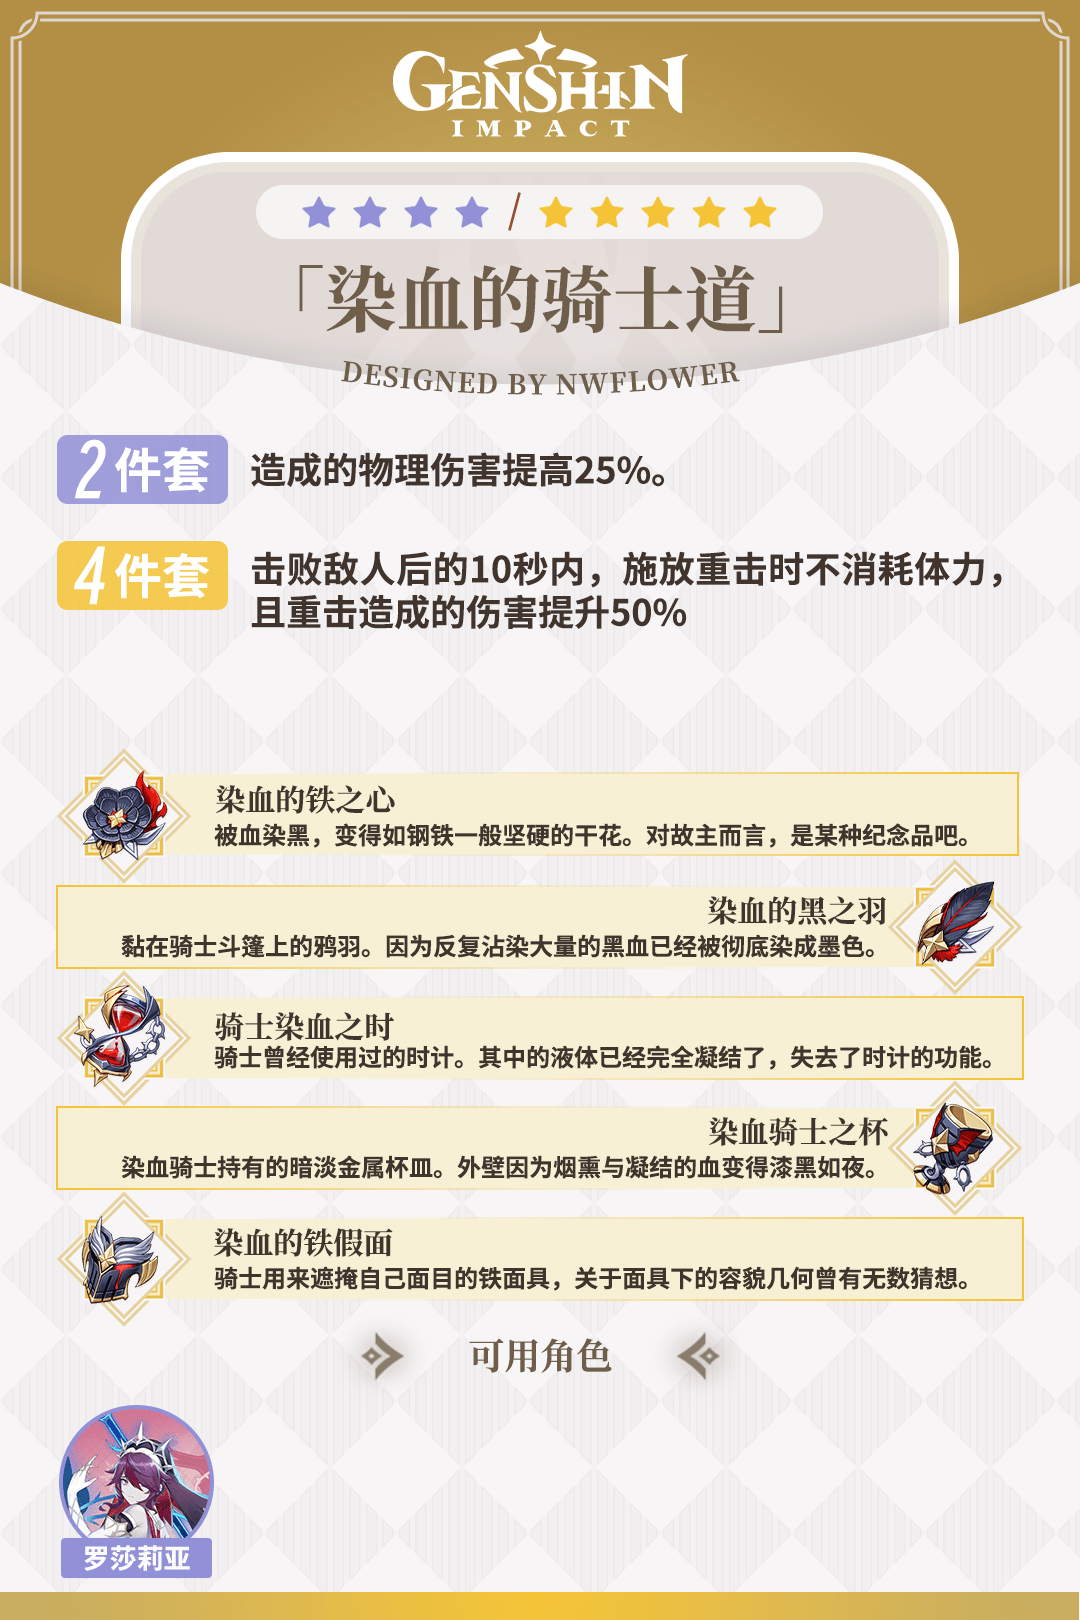 GENSHIN
IMPACT
「染血的骑士道」
DESIGNED BY NWFLOWER
2件套
造成的物理伤害提高25%。
4件套
击败敌人后的10秒内，施放重击时不消耗体力，
且重击造成的伤害提升50%
染血的铁之心
被血染黑，变得如钢铁一般坚硬的干花。对故主而言，是某种纪念品吧。
染血的黑之羽
黏在骑士斗篷上的鸦羽。因为反复沾染大量的黑血已经被彻底染成墨色。
骑士染血之时
骑士曾经使用过的时计。其中的液体已经完全凝结了，失去了时计的功能。
染血骑士之杯
染血骑士持有的暗淡金属杯皿。外壁因为烟熏与凝结的血变得漆黑如夜。
染血的铁假面
骑士用来遮掩自己面目的铁面具，关于面具下的容貌几何曾有无数猜想。
可用角色
罗莎莉亚